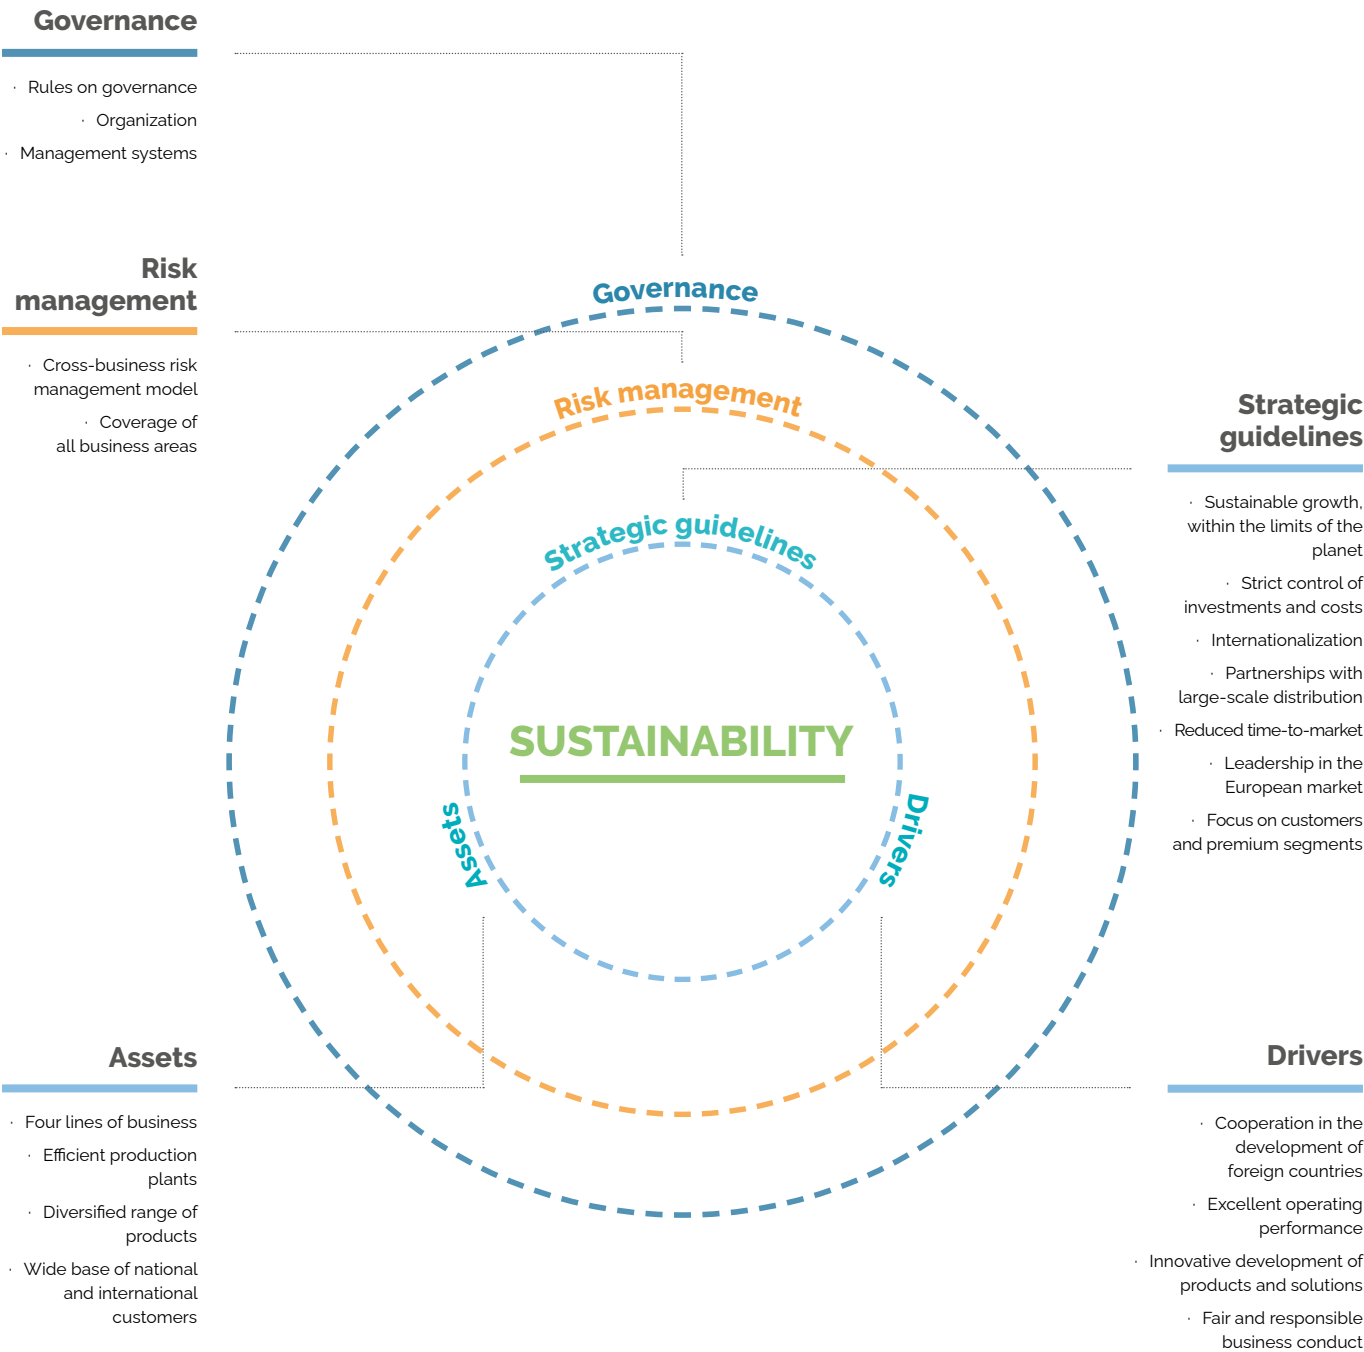 Governance
· Rules on governance
· Organization
· Management systems
Risk
management
· Cross-business risk
management model
· Coverage of
all business areas
Governance
Risk management
Strategic guidelines
SUSTAINABILITY
Assets
Drivers
Strategic
guidelines
· Sustainable growth,
within the limits of the
planet
· Strict control of
investments and costs
· Internationalization
· Partnerships with
large-scale distribution
· Reduced time-to-market
· Leadership in the
European market
· Focus on customers
and premium segments
Assets
· Four lines of business
· Efficient production
plants
· Diversified range of
products
· Wide base of national
and international
customers
Drivers
· Cooperation in the
development of
foreign countries
· Excellent operating
performance
· Innovative development of
products and solutions
· Fair and responsible
business conduct